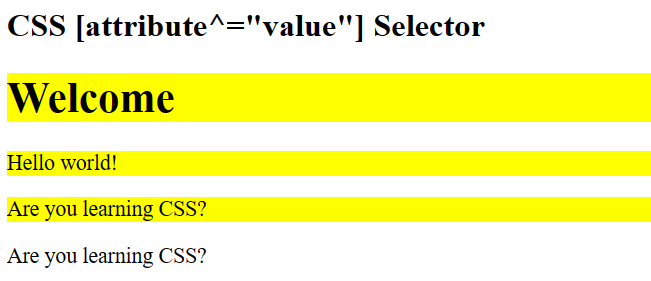 CSS [attribute^="value"] Selector
Welcome
Hello world!
Are you learning CSS?
Are you learning CSS?